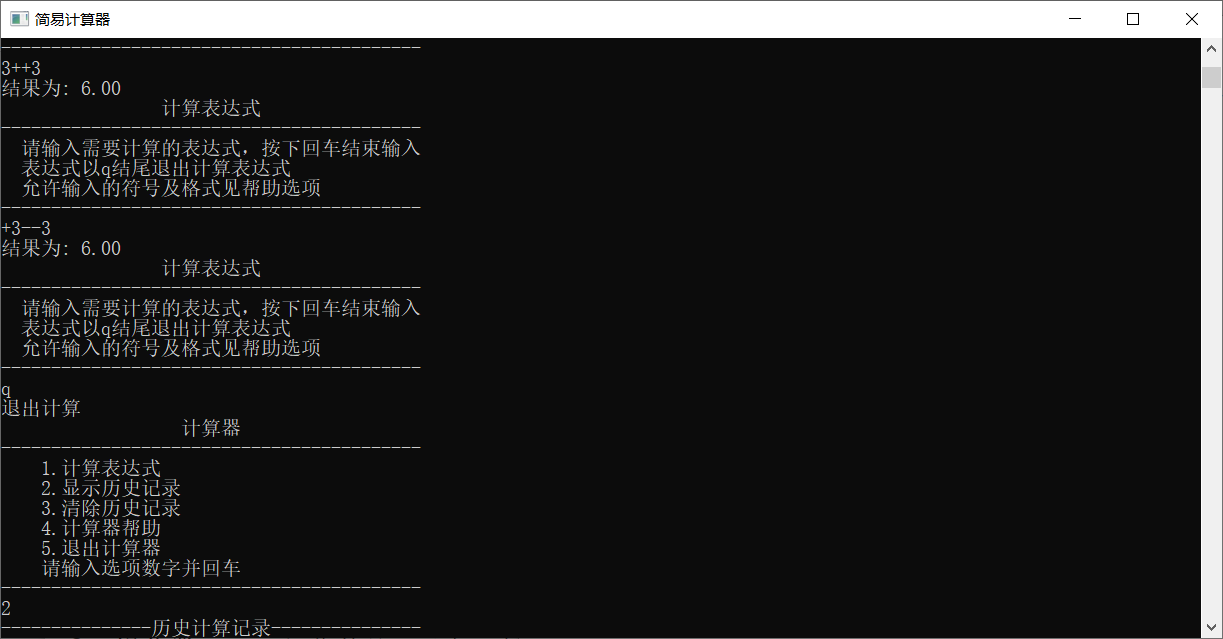 简易计算器
------------------------------------------
3++3
结果为: 6.00
计算表达式
------------------------------------------
请输入需要计算的表达式，按下回车结束输入
表达式以q结尾退出计算表达式
允许输入的符号及格式见帮助选项
------------------------------------------
+3--3
结果为: 6.00
计算表达式
------------------------------------------
请输入需要计算的表达式，按下回车结束输入
表达式以q结尾退出计算表达式
允许输入的符号及格式见帮助选项
------------------------------------------
q
退出计算
计算器
------------------------------------------
1.计算表达式
2.显示历史记录
3.清除历史记录
4.计算器帮助
5.退出计算器
请输入选项数字并回车
------------------------------------------
2
---------------历史计算记录---------------